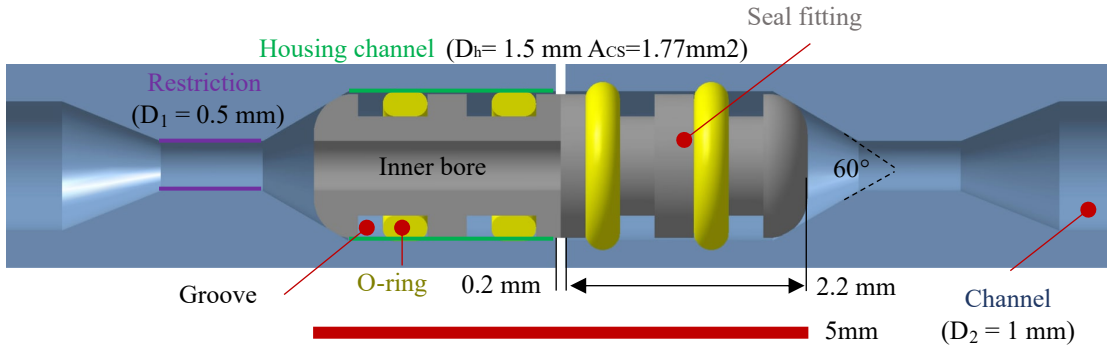 Seal fitting
Housing channel (Dh= 1.5 mm ACS=1.77mm2)
Restriction
(D1 = 0.5 mm)
Inner bore
60°
Groove
O-ring
0.2 mm
2.2 mm
Channel
(D2 = 1 mm)
5mm